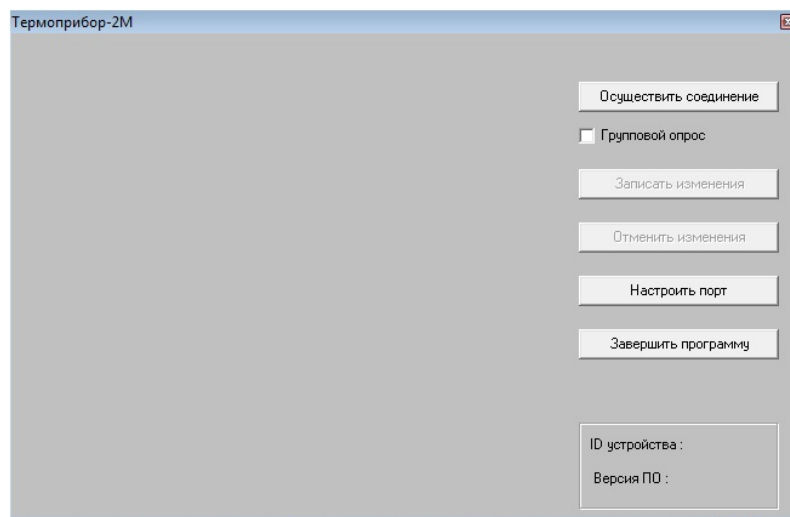 Термоприбор-2М
Осуществить соединение
Групповой опрос
Записать изменения
Отменить изменения
Настроить порт
Завершить программу
ID устройства :
Версия ПО :